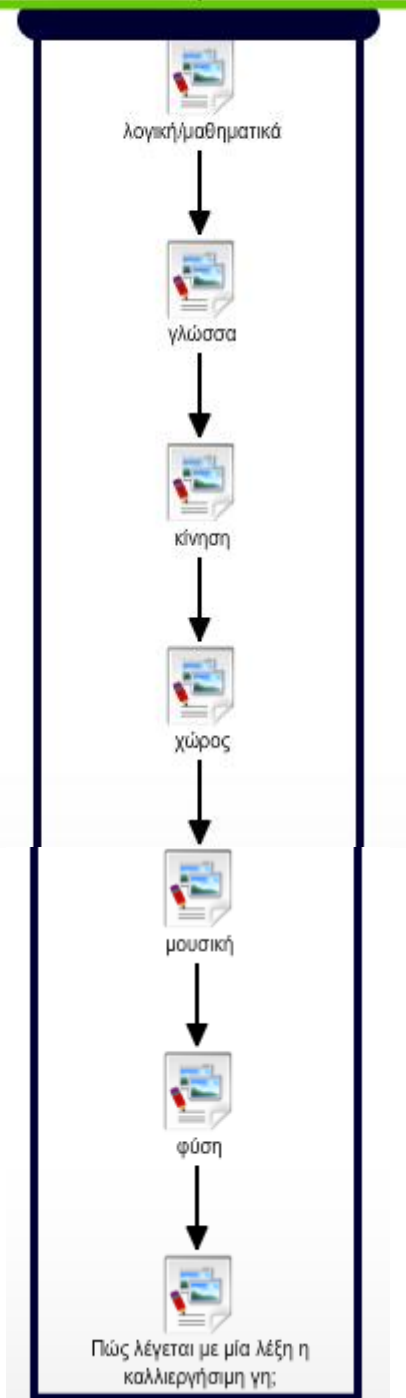 λογική/μαθηματικά
γλώσσα
κίνηση
χώρος
μουσική
φύση
Πώς λέγεται με μία λέξη η
καλλιεργήσιμη γη;